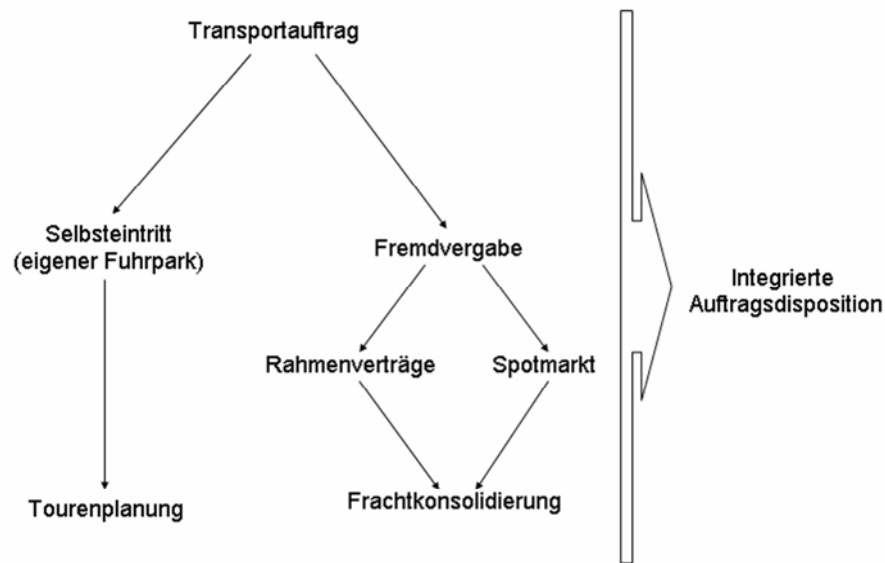 Transportauftrag
Selbsteintritt
(eigener Fuhrpark)
Fremdvergabe
Integrierte
Auftragsdisposition
Rahmenverträge
Spotmarkt
Tourenplanung
Frachtkonsolidierung